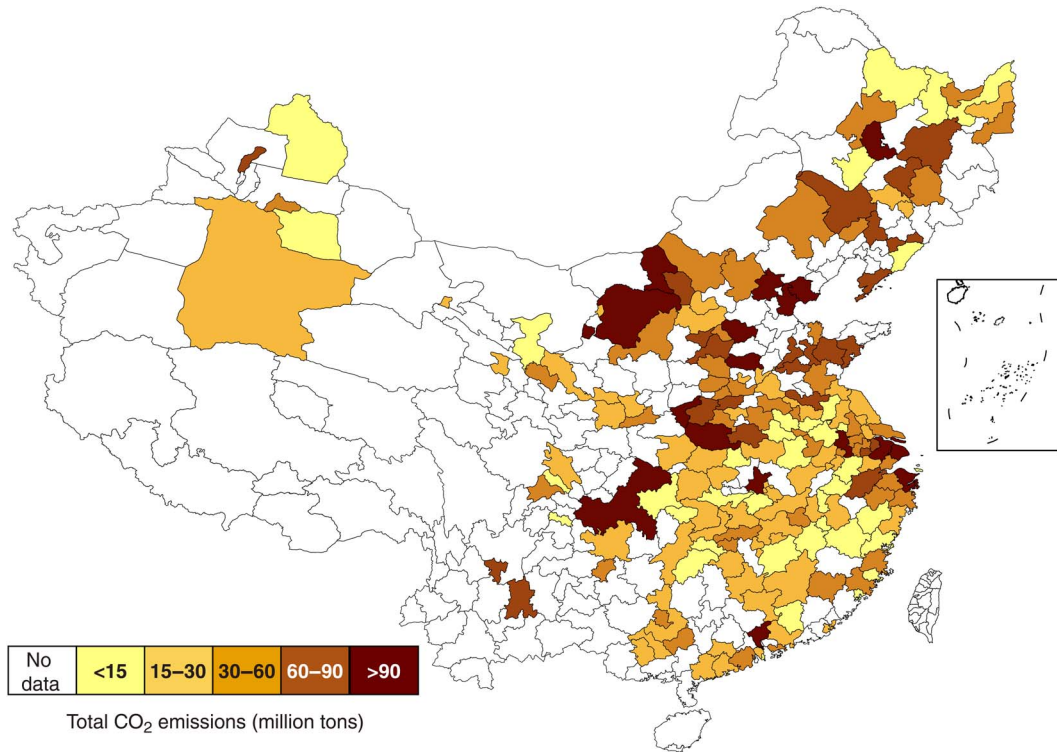 No
data
<15
15–30
30–60
60–90
>90
Total CO₂ emissions (million tons)